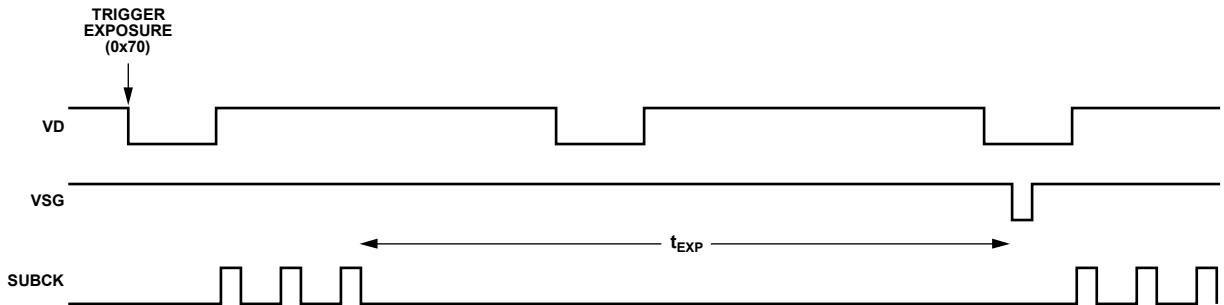 TRIGGER
EXPOSURE
(0x70)
VD
VSG
tEXP
SUBCK